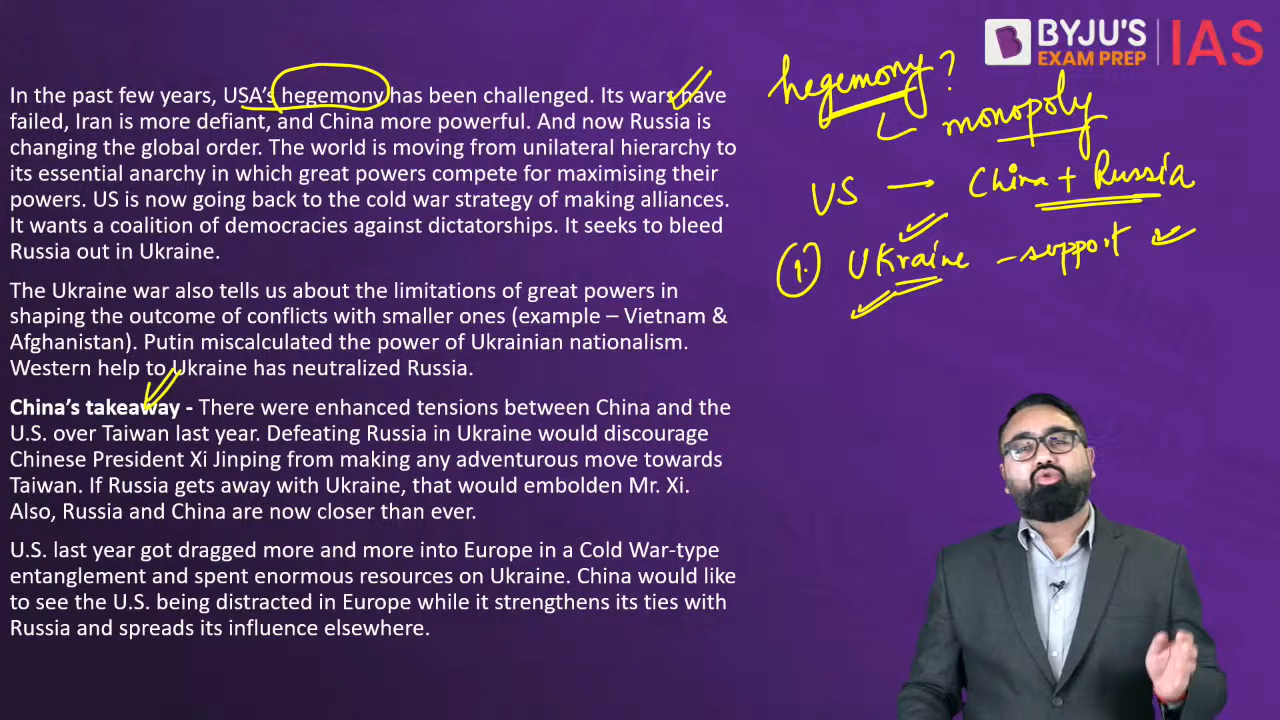 BYJU'S
EXAM PREP
IAS
In the past few years, USA's hegemony has been challenged. Its wars have
failed, Iran is more defiant, and China more powerful. And now Russia is
changing the global order. The world is moving from unilateral hierarchy to
its essential anarchy in which great powers compete for maximising their
powers. US is now going back to the cold war strategy of making alliances.
It wants a coalition of democracies against dictatorships. It seeks to bleed
Russia out in Ukraine.
The Ukraine war also tells us about the limitations of great powers in
shaping the outcome of conflicts with smaller ones (example – Vietnam &
Afghanistan). Putin miscalculated the power of Ukrainian nationalism.
Western help to Ukraine has neutralized Russia.
China's takeaway - There were enhanced tensions between China and the
U.S. over Taiwan last year. Defeating Russia in Ukraine would discourage
Chinese President Xi Jinping from making any adventurous move towards
Taiwan. If Russia gets away with Ukraine, that would embolden Mr. Xi.
Also, Russia and China are now closer than ever.
U.S. last year got dragged more and more into Europe in a Cold War-type
entanglement and spent enormous resources on Ukraine. China would like
to see the U.S. being distracted in Europe while it strengthens its ties with
Russia and spreads its influence elsewhere.
hegemony?
monopoly
US → China + Russia
1. Ukraine - support